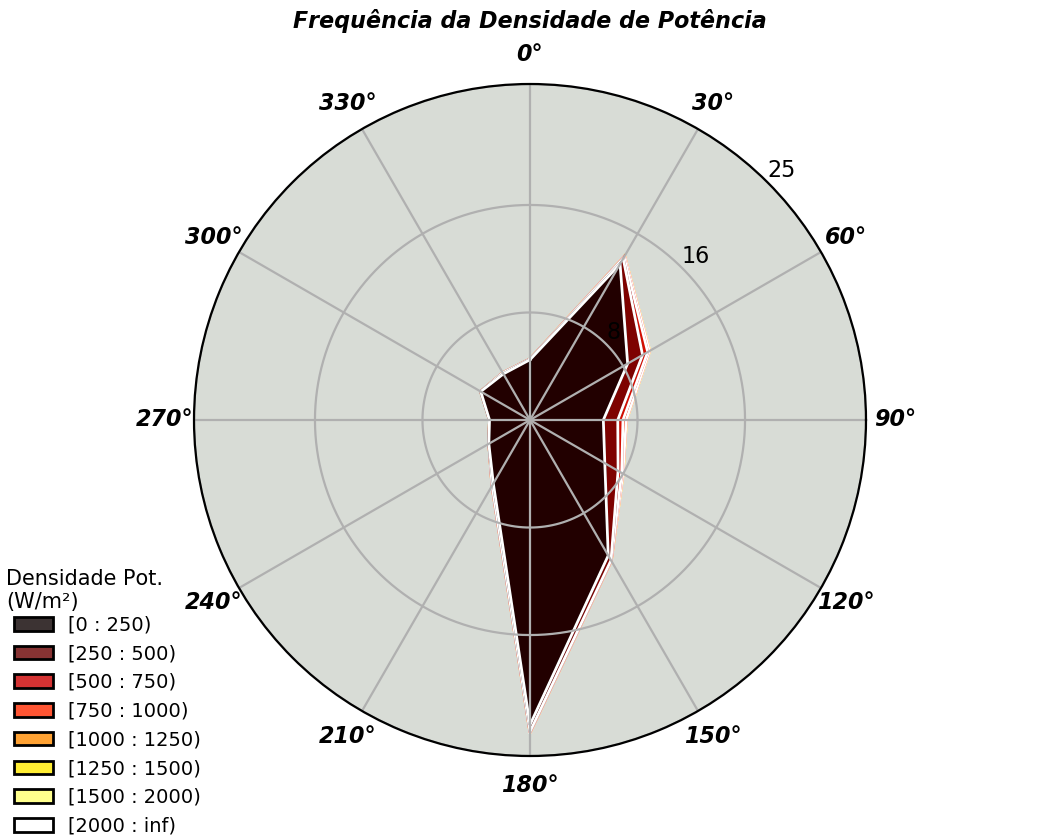 Frequência da Densidade de Potência
0°
330°
30°
25
300°
60°
16
8
270°
90°
240°
120°
210°
150°
180°
Densidade Pot.
(W/m²)
[0 : 250)
[250 : 500)
[500 : 750)
[750 : 1000)
[1000 : 1250)
[1250 : 1500)
[1500 : 2000)
[2000 : inf)